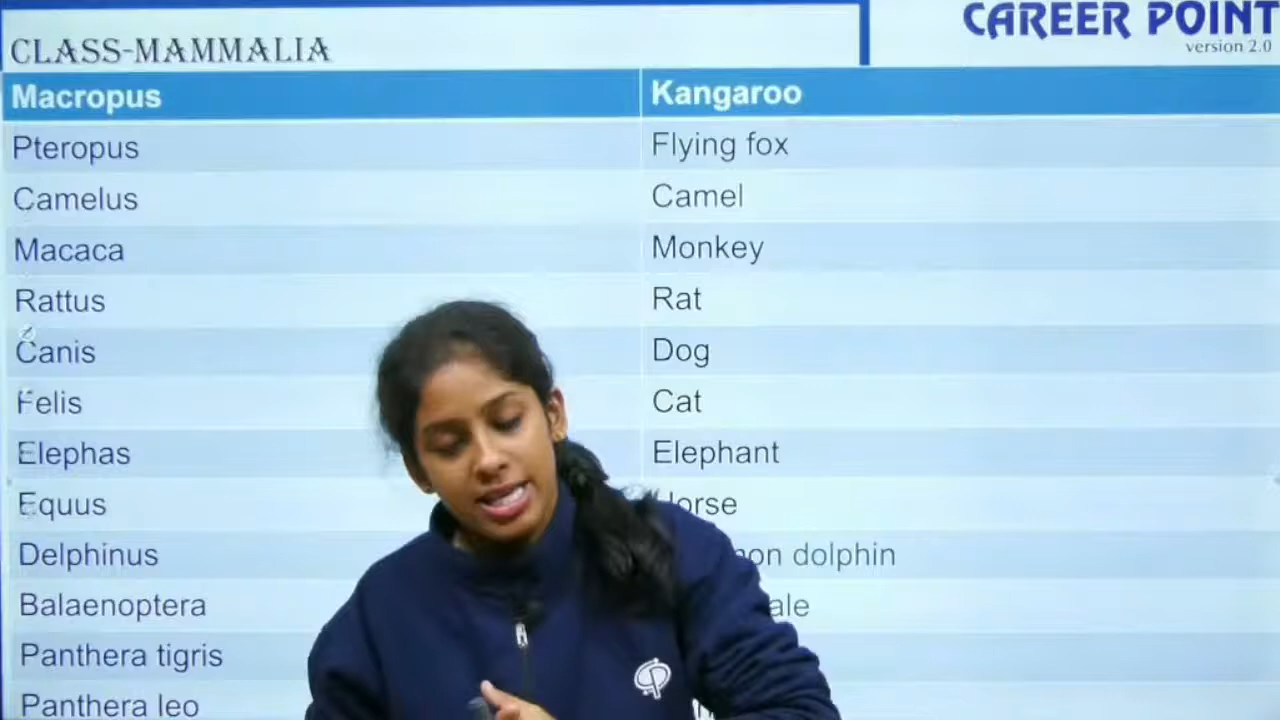 CAREER POINT
version 2.0
CLASS-MAMMALIA
Macropus Kangaroo
Pteropus Flying fox
Camelus Camel
Macaca Monkey
Rattus Rat
Canis Dog
Felis Cat
Elephas Elephant
Equus
Delphinus dolphin
Balaenoptera
Panthera tigris
Panthera leo